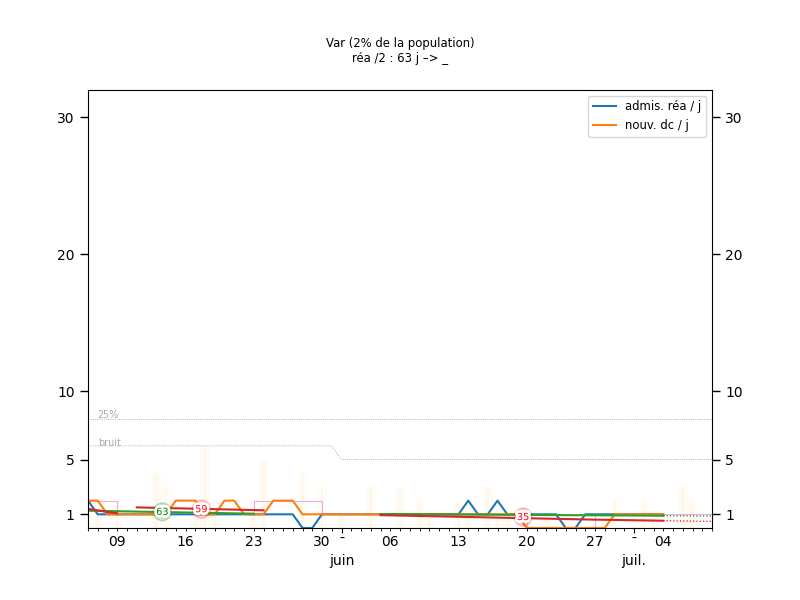 Var (2% de la population)
réa /2 : 63 j –> _
admis. réa / j
nouv. dc / j
30 30
20 20
10 10
25%
bruit
5 5
63 59 35
1 1
09 16 23 30 - 06 13 20 27 - 04
juin juil.